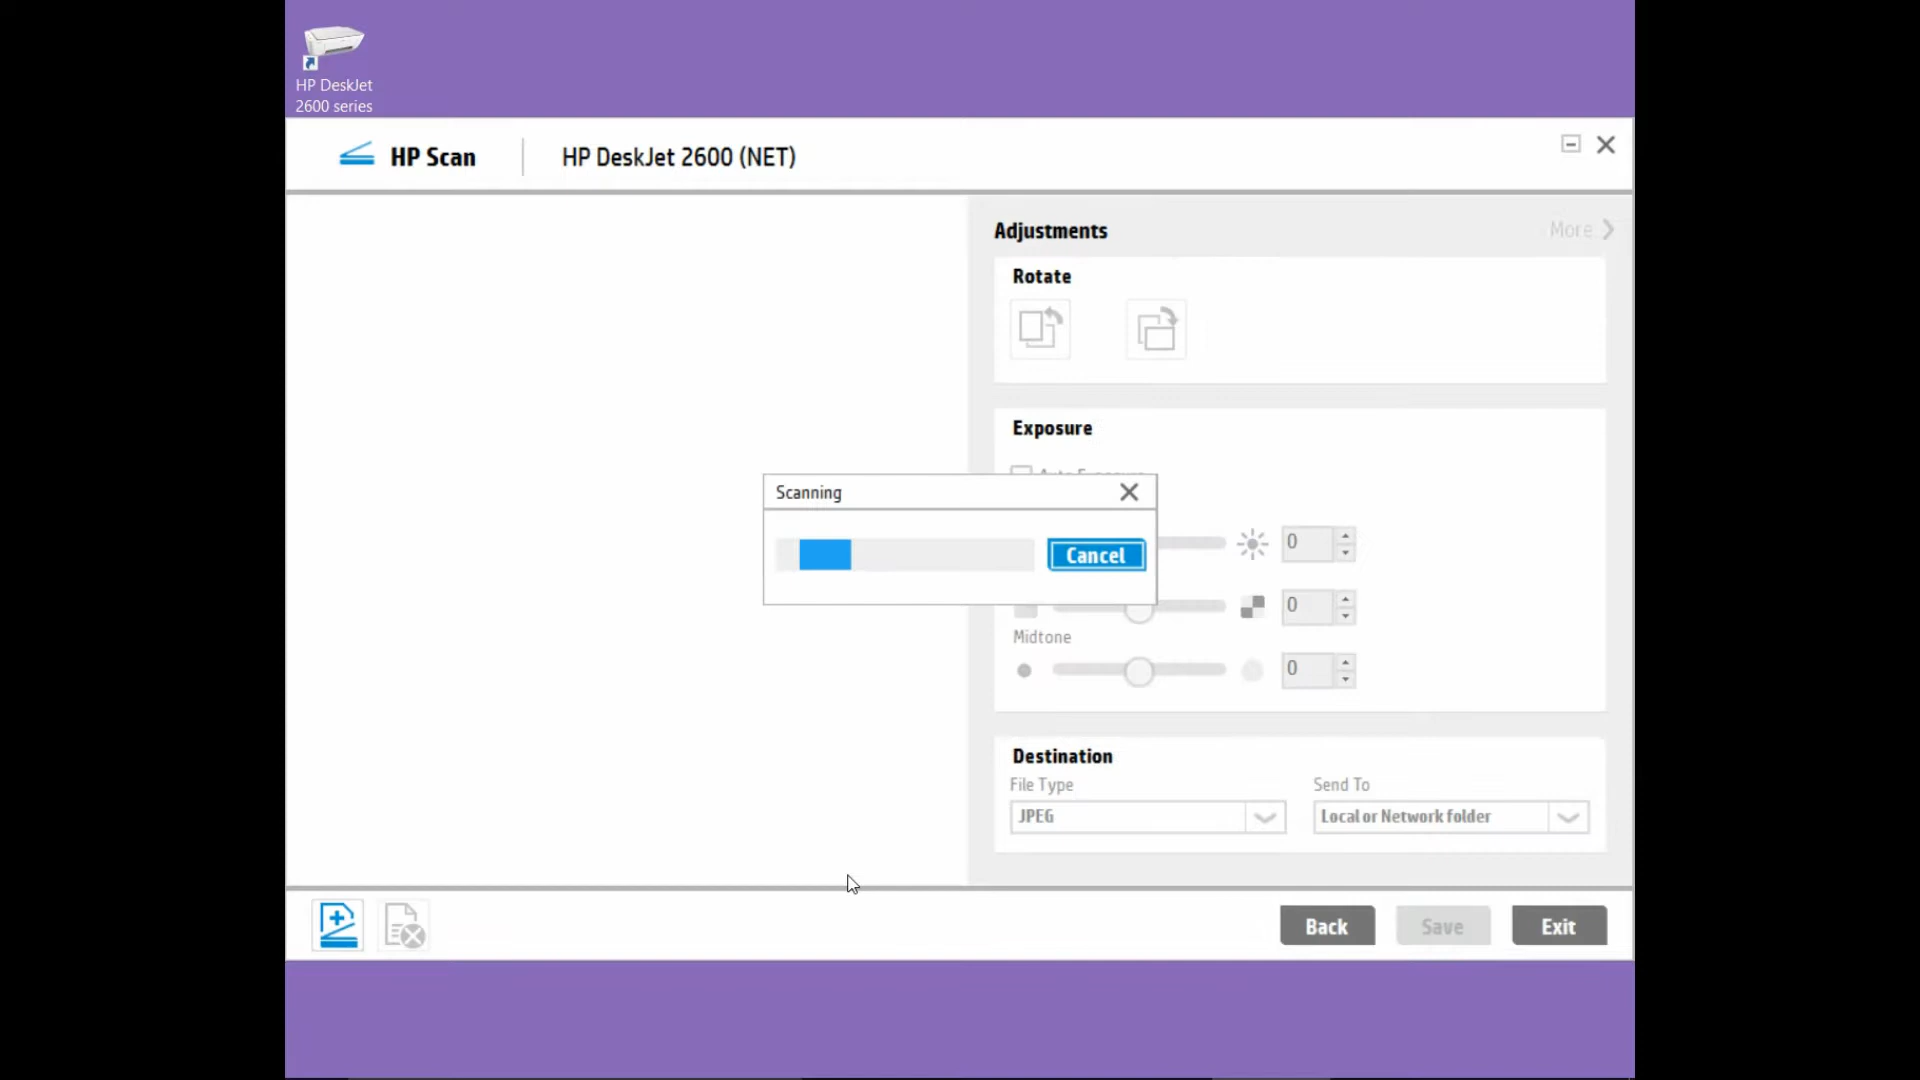 HP DeskJet
2600 series
HP Scan
HP DeskJet 2600 (NET)
Adjustments
More
Rotate
Exposure
Scanning
Cancel
0
0
Midtone
0
Destination
File Type
Send To
JPEG
Local or Network folder
Back
Save
Exit